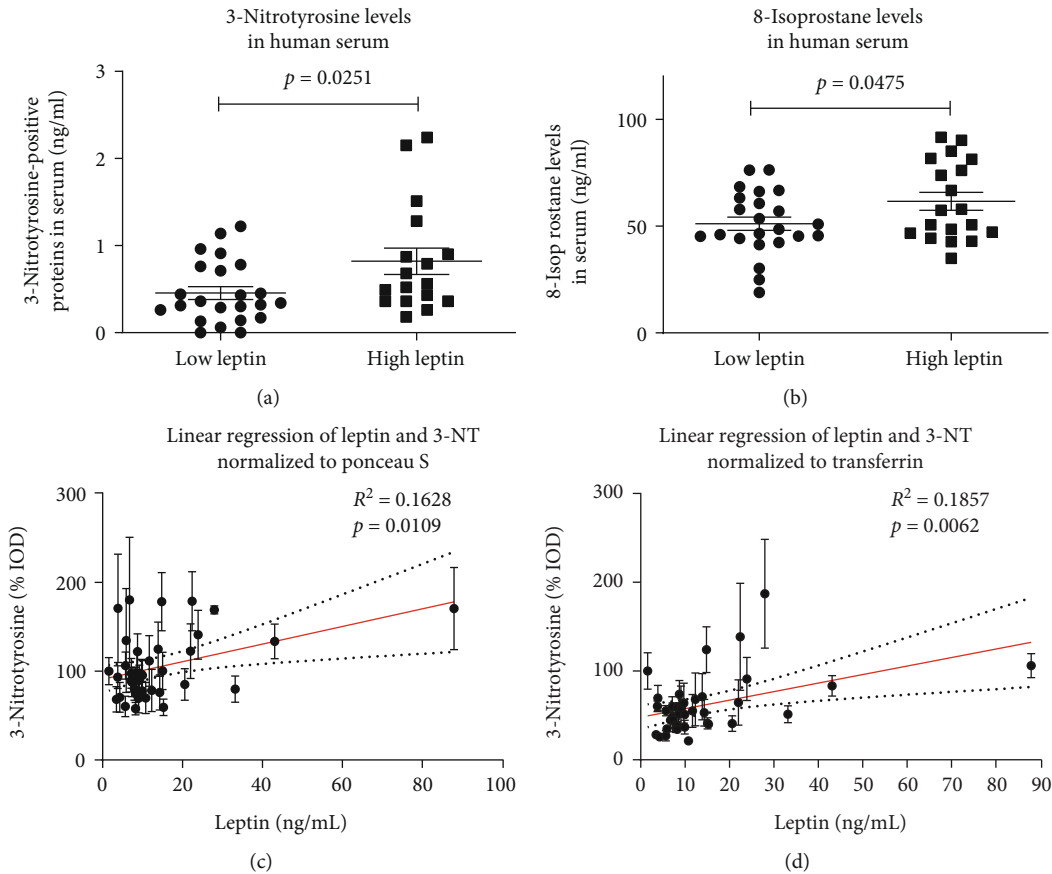 3-Nitrotyrosine levels
in human serum
3-Nitrotyrosine-positive
proteins in serum (ng/ml)
3
2
1
0
p = 0.0251
Low leptin
High leptin
(a)
8-Isoprostane levels
in human serum
8-Isop rostane levels
in serum (ng/ml)
100
50
0
p = 0.0475
Low leptin
High leptin
(b)
Linear regression of leptin and 3-NT
normalized to ponceau S
3-Nitrotyrosine (% IOD)
300
200
100
0
R² = 0.1628
p = 0.0109
0 20 40 60 80 100
Leptin (ng/mL)
(c)
Linear regression of leptin and 3-NT
normalized to transferrin
3-Nitrotyrosine (% IOD)
300
200
100
50
0
R² = 0.1857
p = 0.0062
0 10 20 30 40 50 60 70 80 90
Leptin (ng/mL)
(d)